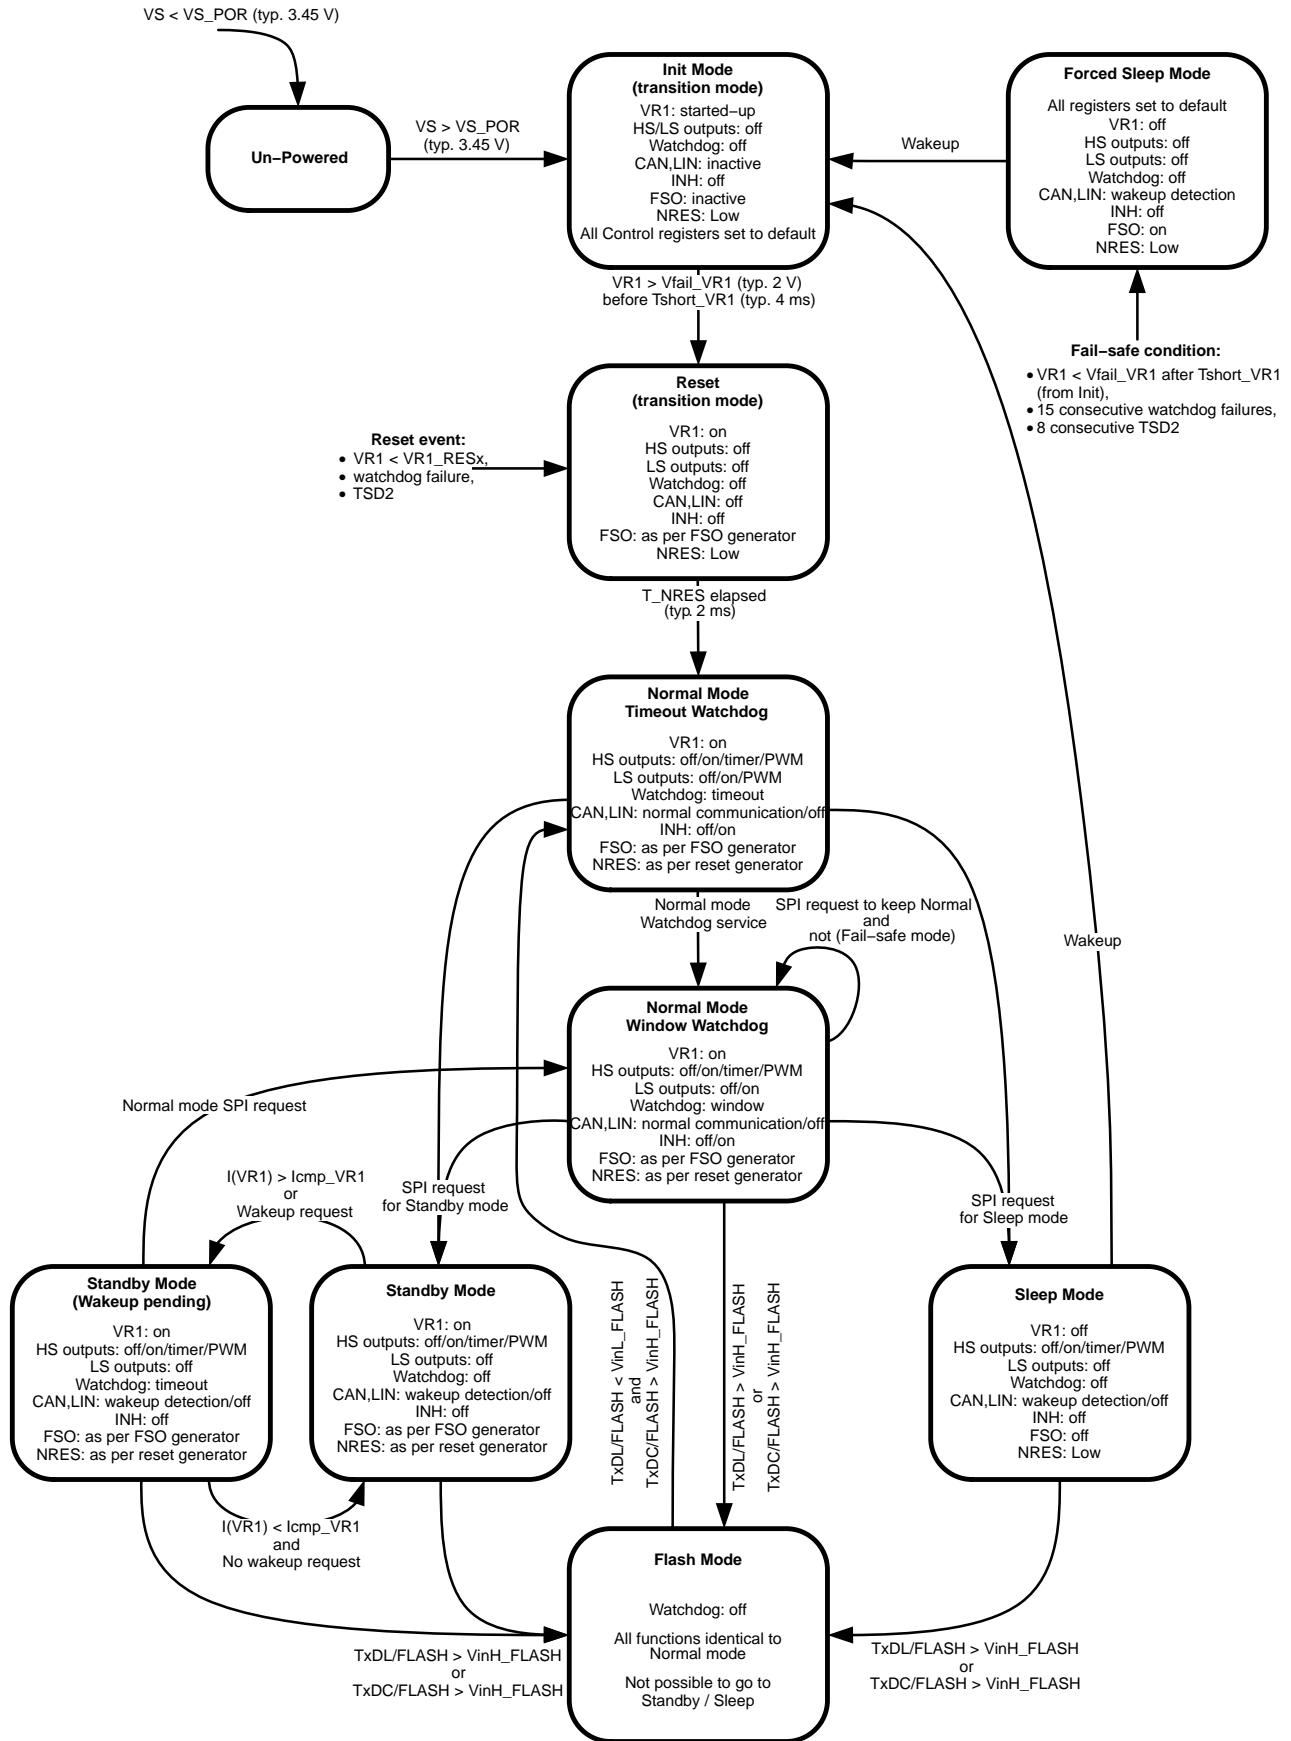 VS < VS_POR (typ. 3.45 V)
Un−Powered
VS > VS_POR
(typ. 3.45 V)
Init Mode
(transition mode)
VR1: started−up
HS/LS outputs: off
Watchdog: off
CAN,LIN: inactive
INH: off
FSO: inactive
NRES: Low
All Control registers set to default
Wakeup
Forced Sleep Mode
All registers set to default
VR1: off
HS outputs: off
LS outputs: off
Watchdog: off
CAN,LIN: wakeup detection
INH: off
FSO: on
NRES: Low
VR1 > Vfail_VR1 (typ. 2 V)
before Tshort_VR1 (typ. 4 ms)
Fail−safe condition:
• VR1 < Vfail_VR1 after Tshort_VR1
(from Init),
• 15 consecutive watchdog failures,
• 8 consecutive TSD2
Reset event:
• VR1 < VR1_RESx,
• watchdog failure,
• TSD2
Reset
(transition mode)
VR1: on
HS outputs: off
LS outputs: off
Watchdog: off
CAN,LIN: off
INH: off
FSO: as per FSO generator
NRES: Low
T_NRES elapsed
(typ. 2 ms)
Normal Mode
Timeout Watchdog
VR1: on
HS outputs: off/on/timer/PWM
LS outputs: off/on/PWM
Watchdog: timeout
CAN,LIN: normal communication/off
INH: off/on
FSO: as per FSO generator
NRES: as per reset generator
Normal mode
Watchdog service
SPI request to keep Normal
and
not (Fail−safe mode)
Wakeup
Normal Mode
Window Watchdog
VR1: on
HS outputs: off/on/timer/PWM
LS outputs: off/on
Watchdog: window
CAN,LIN: normal communication/off
INH: off/on
FSO: as per FSO generator
NRES: as per reset generator
Normal mode SPI request
I(VR1) > Icmp_VR1
or
Wakeup request
SPI request
for Standby mode
SPI request
for Sleep mode
Standby Mode
(Wakeup pending)
VR1: on
HS outputs: off/on/timer/PWM
LS outputs: off
Watchdog: timeout
CAN,LIN: wakeup detection/off
INH: off
FSO: as per FSO generator
NRES: as per reset generator
Standby Mode
VR1: on
HS outputs: off/on/timer/PWM
LS outputs: off
Watchdog: off
CAN,LIN: wakeup detection/off
INH: off
FSO: as per FSO generator
NRES: as per reset generator
TxDL/FLASH < VinL_FLASH
and
TxDC/FLASH > VinH_FLASH
TxDL/FLASH > VinH_FLASH
or
TxDC/FLASH > VinH_FLASH
Sleep Mode
VR1: off
HS outputs: off/on/timer/PWM
LS outputs: off
Watchdog: off
CAN,LIN: wakeup detection/off
INH: off
FSO: off
NRES: Low
I(VR1) < Icmp_VR1
and
No wakeup request
TxDL/FLASH > VinH_FLASH
or
TxDC/FLASH > VinH_FLASH
Flash Mode
Watchdog: off
All functions identical to
Normal mode
Not possible to go to
Standby / Sleep
TxDL/FLASH > VinH_FLASH
or
TxDC/FLASH > VinH_FLASH